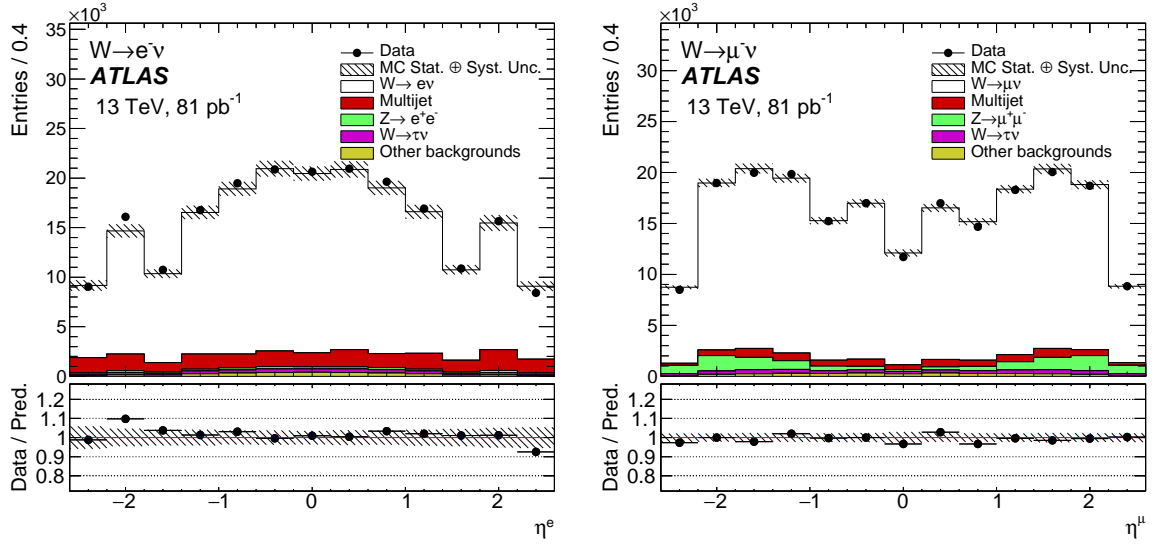 ×10³
Entries / 0.4
35
30
25
20
15
10
5
0
W→e⁻ν
ATLAS
13 TeV, 81 pb⁻¹
Data
MC Stat. ⊕ Syst. Unc.
W→ eν
Multijet
Z→ e⁺e⁻
W→τν
Other backgrounds
Data / Pred.
1.2
1.1
1
0.9
0.8
−2 −1 0 1 2
ηᵉ
×10³
Entries / 0.4
30
25
20
15
10
5
0
W→μ⁻ν
ATLAS
13 TeV, 81 pb⁻¹
Data
MC Stat. ⊕ Syst. Unc.
W→ μν
Multijet
Z→μ⁺μ⁻
W→τν
Other backgrounds
Data / Pred.
1.2
1.1
1
0.9
0.8
−2 −1 0 1 2
η^μ